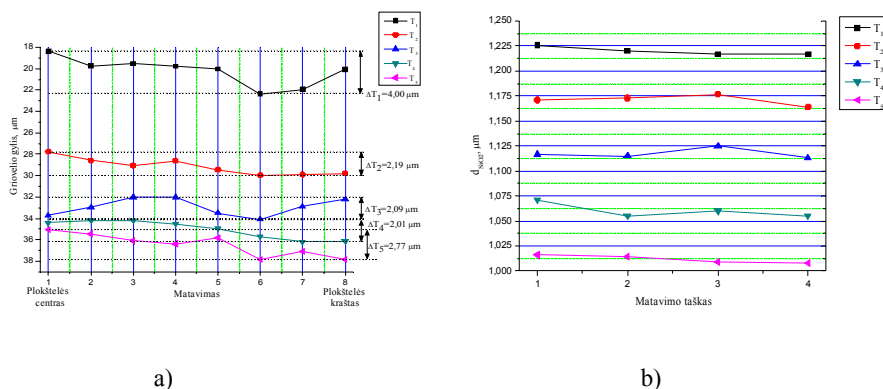 T₁
T₂
T₃
T₄
T₅
Griovelio gylis, μm
18
20
22
24
26
28
30
32
34
36
38
ΔT₁=4,00 μm
ΔT₂=2,19 μm
ΔT₃=2,09 μm
ΔT₄=2,01 μm
ΔT₅=2,77 μm
1 2 3 4 5 6 7 8
Plokštelės centras
Matavimas
Plokštelės kraštas
a)
d_SiO2, μm
1,250
1,225
1,200
1,175
1,150
1,125
1,100
1,075
1,050
1,025
1,000
1 2 3 4
Matavimo taškas
T₁
T₂
T₃
T₄
b)